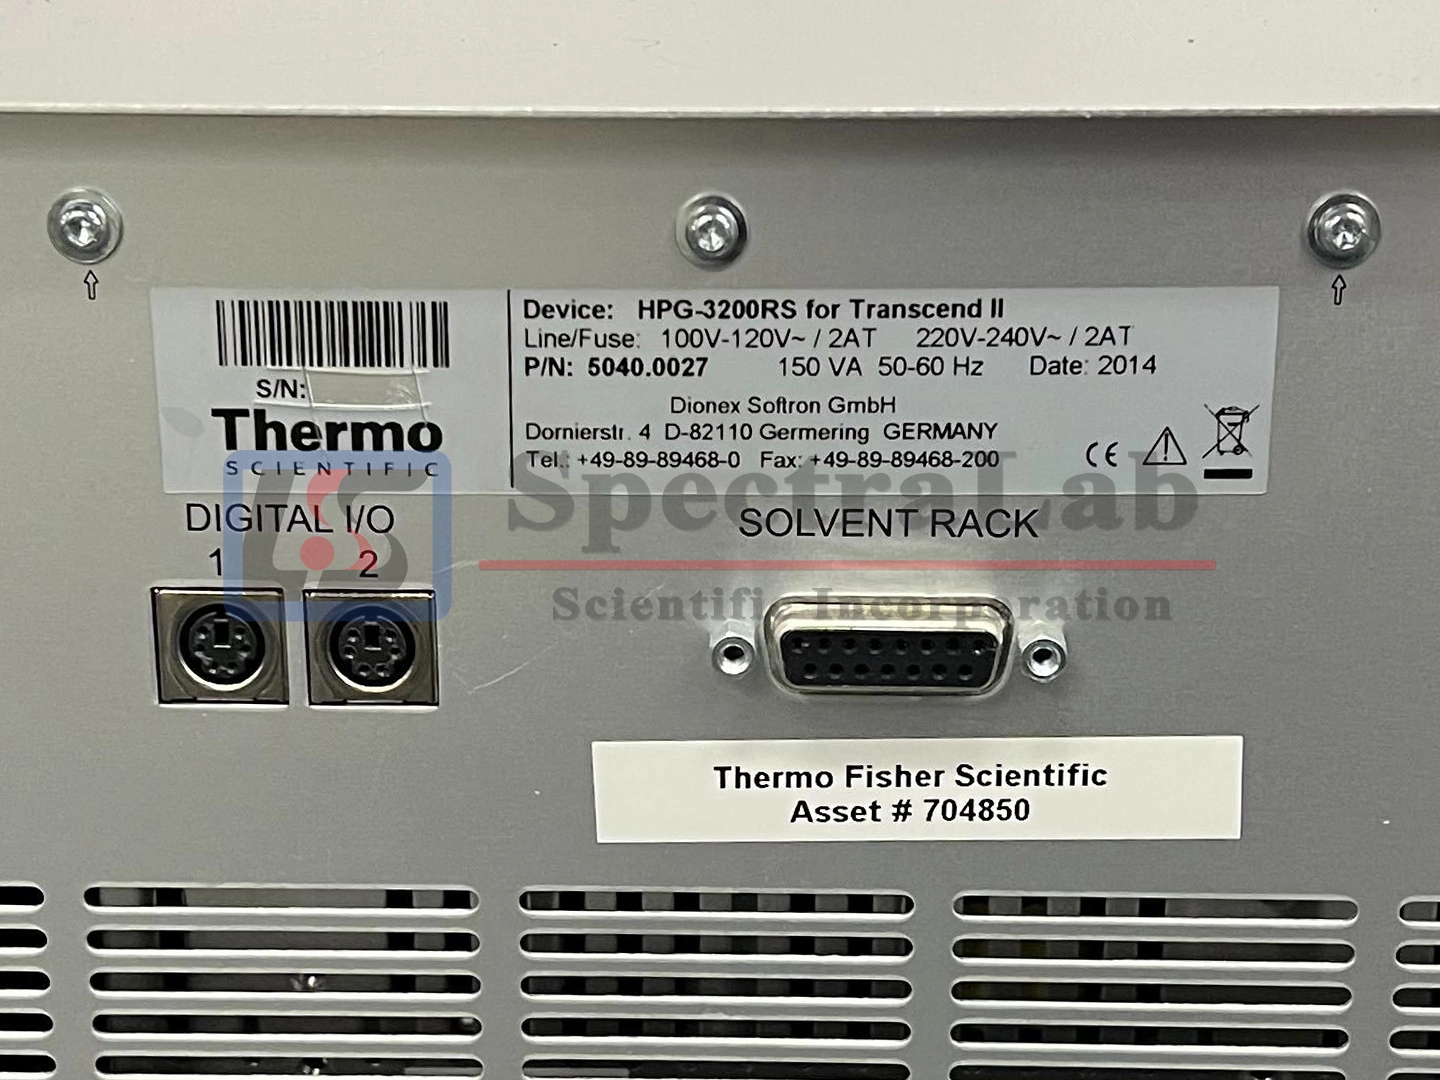 Device: HPG-3200RS for Transcend II
Line/Fuse: 100V-120V~ / 2AT 220V-240V~ / 2AT
P/N: 5040.0027 150 VA 50-60 Hz Date: 2014
S/N:
Thermo
SCIENTIFIC
Dionex Softron GmbH
Dornierstr. 4 D-82110 Germering GERMANY
Tel.: +49-89-89468-0 Fax: +49-89-89468-200
CE
DIGITAL I/O
1 2
SOLVENT RACK
SpectraLab
Scientific Incorporation
Thermo Fisher Scientific
Asset # 704850